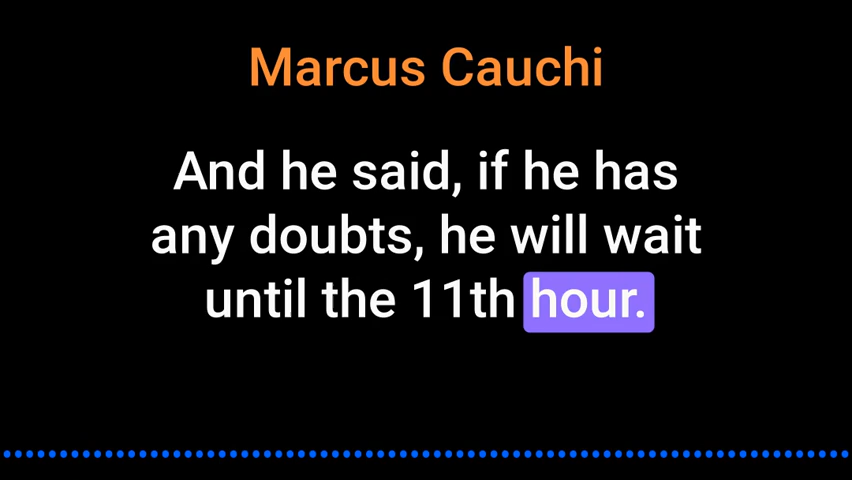 Marcus Cauchi
And he said, if he has
any doubts, he will wait
until the 11th hour.